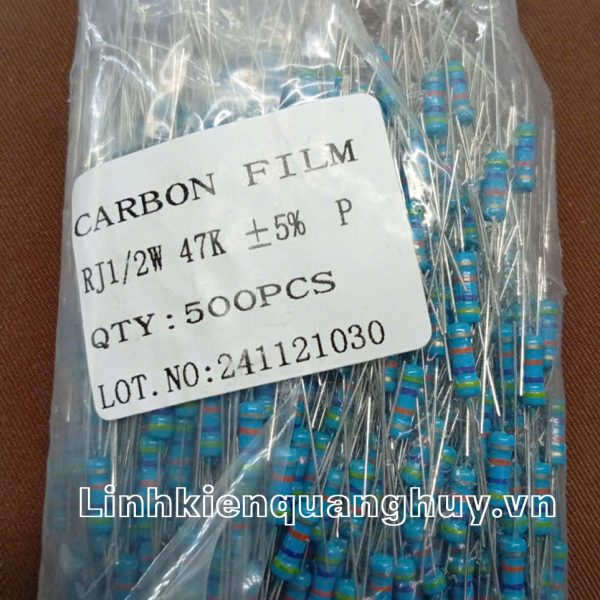 CARBON FILM
RJ1/2W 47K ±5% P
QTY:500PCS
LOT.NO:241121030
Linhkienquanghuy.vn